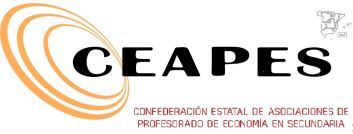 CEAPES
CONFEDERACIÓN ESTATAL DE ASOCIACIONES DE
PROFESORADO DE ECONOMÍA EN SECUNDARIA